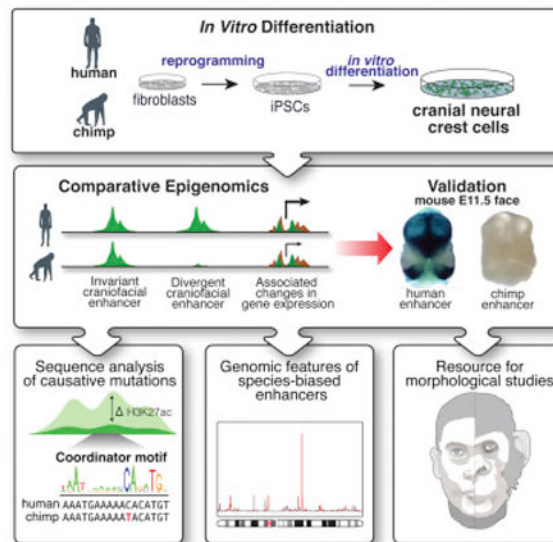 In Vitro Differentiation
human
chimp
reprogramming
fibroblasts
iPSCs
in vitro
differentiation
cranial neural
crest cells
Comparative Epigenomics
Invariant
craniofacial
enhancer
Divergent
craniofacial
enhancer
Associated
changes in
gene expression
Validation
mouse E11.5 face
human
enhancer
chimp
enhancer
Sequence analysis
of causative mutations
Δ H3K27ac
Coordinator motif
human AAATGAAAAACACATGT
chimp AAATGAAAAATACATGT
Genomic features of
species-biased
enhancers
Resource for
morphological studies